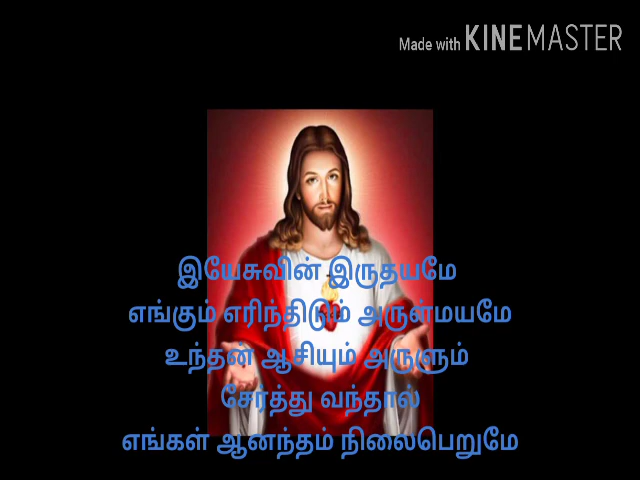 Made with KINEMASTER
இயேசுவின் இருதயமே
எங்கும் எரிந்திடும் அருள்மயமே
உந்தன் ஆசியும் அருளும்
சேர்த்து வந்தால்
எங்கள் ஆனந்தம் நிலைபெறுமே